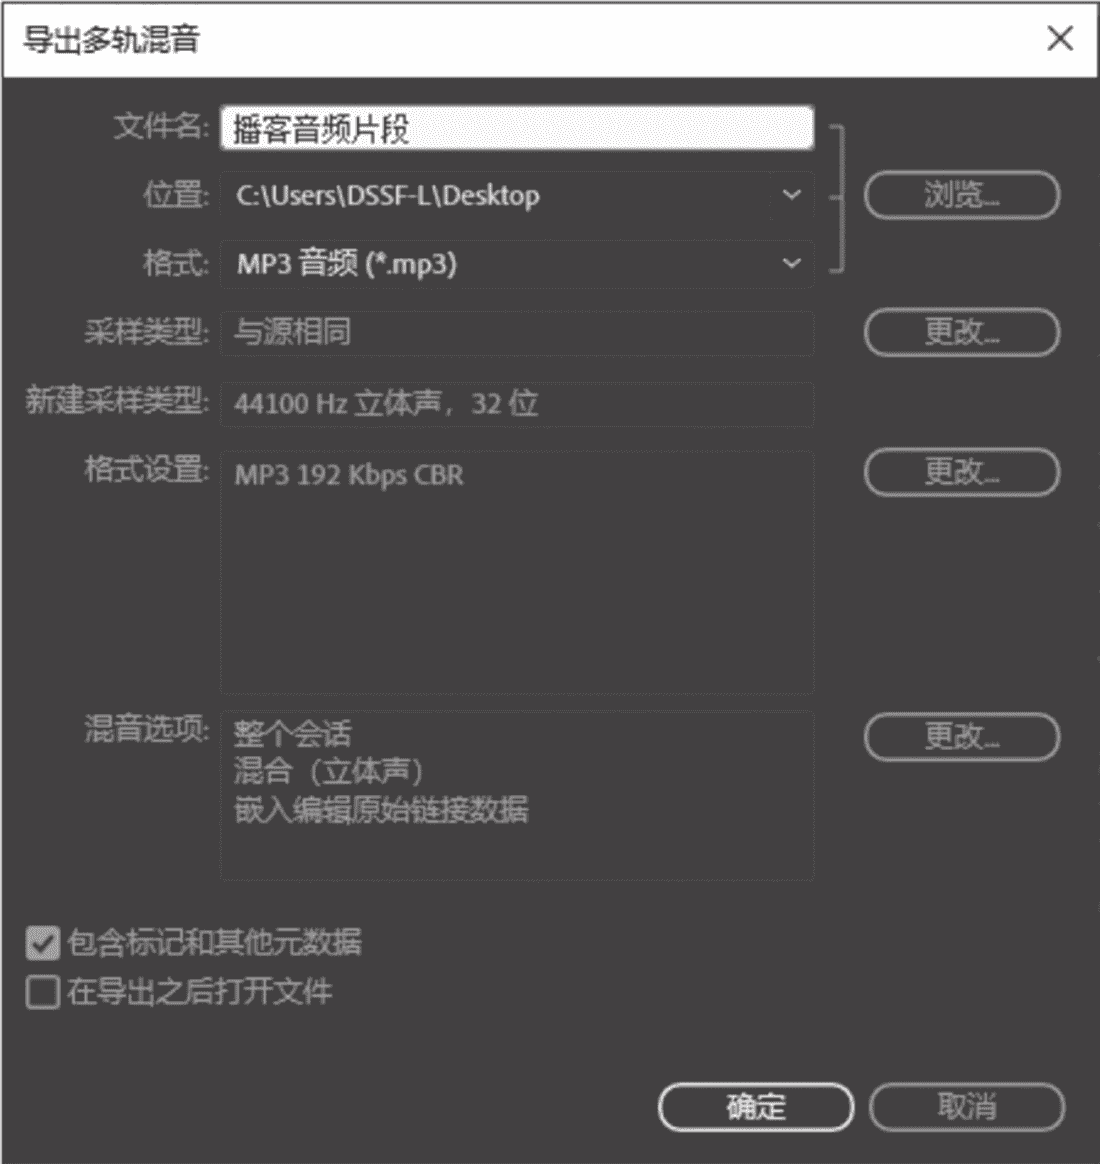 导出多轨混音
文件名: 播客音频片段
位置: C:\Users\DSSF-L\Desktop 浏览...
格式: MP3 音频 (*.mp3)
采样类型: 与源相同 更改...
新建采样类型: 44100 Hz 立体声，32 位
格式设置: MP3 192 Kbps CBR 更改...
混音选项: 整个会话 更改...
混合（立体声）
嵌入编辑原始链接数据
包含标记和其他元数据
在导出之后打开文件
确定 取消